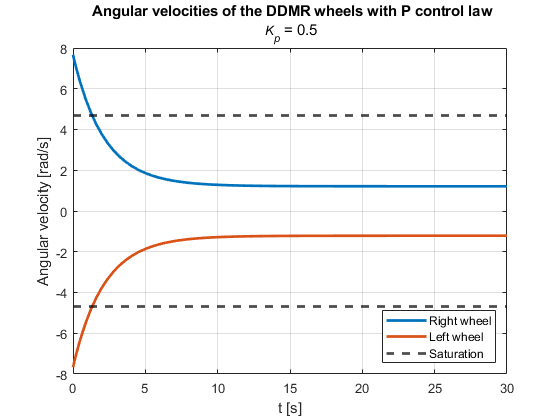 Angular velocities of the DDMR wheels with P control law
Kp = 0.5
Angular velocity [rad/s]
8
6
4
2
0
-2
-4
-6
-8
0
5
10
15
20
25
30
t [s]
Right wheel
Left wheel
Saturation